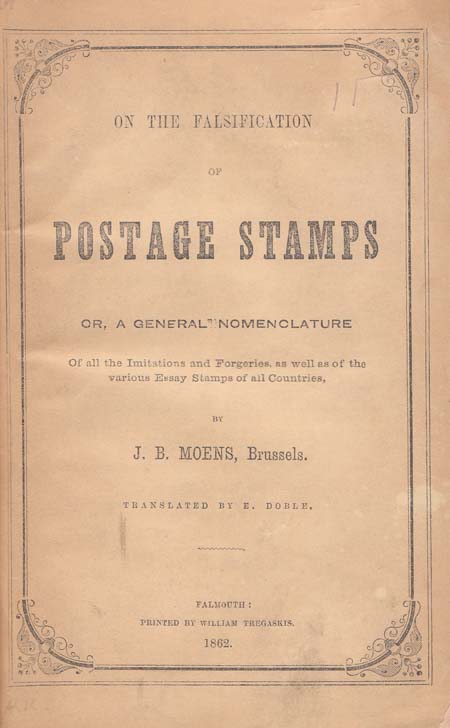 ON THE FALSIFICATION
OF
POSTAGE STAMPS
OR, A GENERAL NOMENCLATURE
Of all the Imitations and Forgeries, as well as of the
various Essay Stamps of all Countries,
BY
J. B. MOENS, Brussels.
TRANSLATED BY E. DOBLE.
FALMOUTH:
PRINTED BY WILLIAM TREGASKIS.
1862.